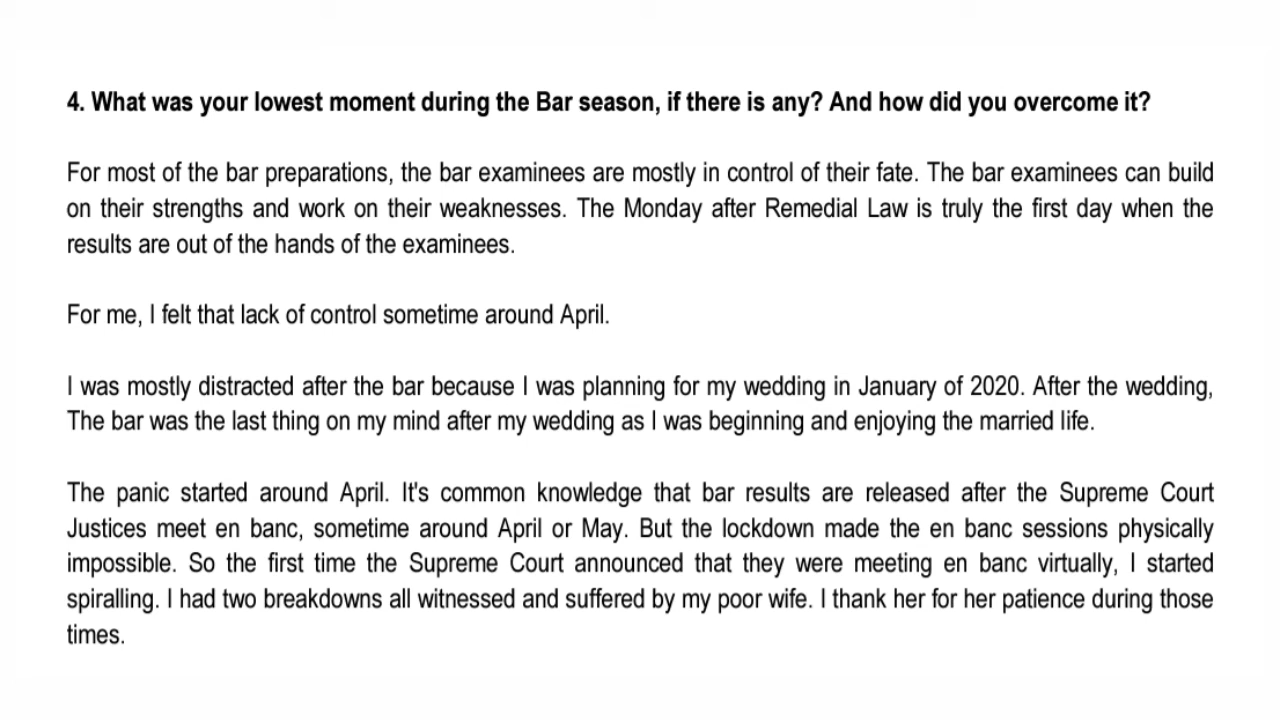 4. What was your lowest moment during the Bar season, if there is any? And how did you overcome it?
For most of the bar preparations, the bar examinees are mostly in control of their fate. The bar examinees can build
on their strengths and work on their weaknesses. The Monday after Remedial Law is truly the first day when the
results are out of the hands of the examinees.
For me, I felt that lack of control sometime around April.
I was mostly distracted after the bar because I was planning for my wedding in January of 2020. After the wedding,
The bar was the last thing on my mind after my wedding as I was beginning and enjoying the married life.
The panic started around April. It's common knowledge that bar results are released after the Supreme Court
Justices meet en banc, sometime around April or May. But the lockdown made the en banc sessions physically
impossible. So the first time the Supreme Court announced that they were meeting en banc virtually, I started
spiralling. I had two breakdowns all witnessed and suffered by my poor wife. I thank her for her patience during those
times.